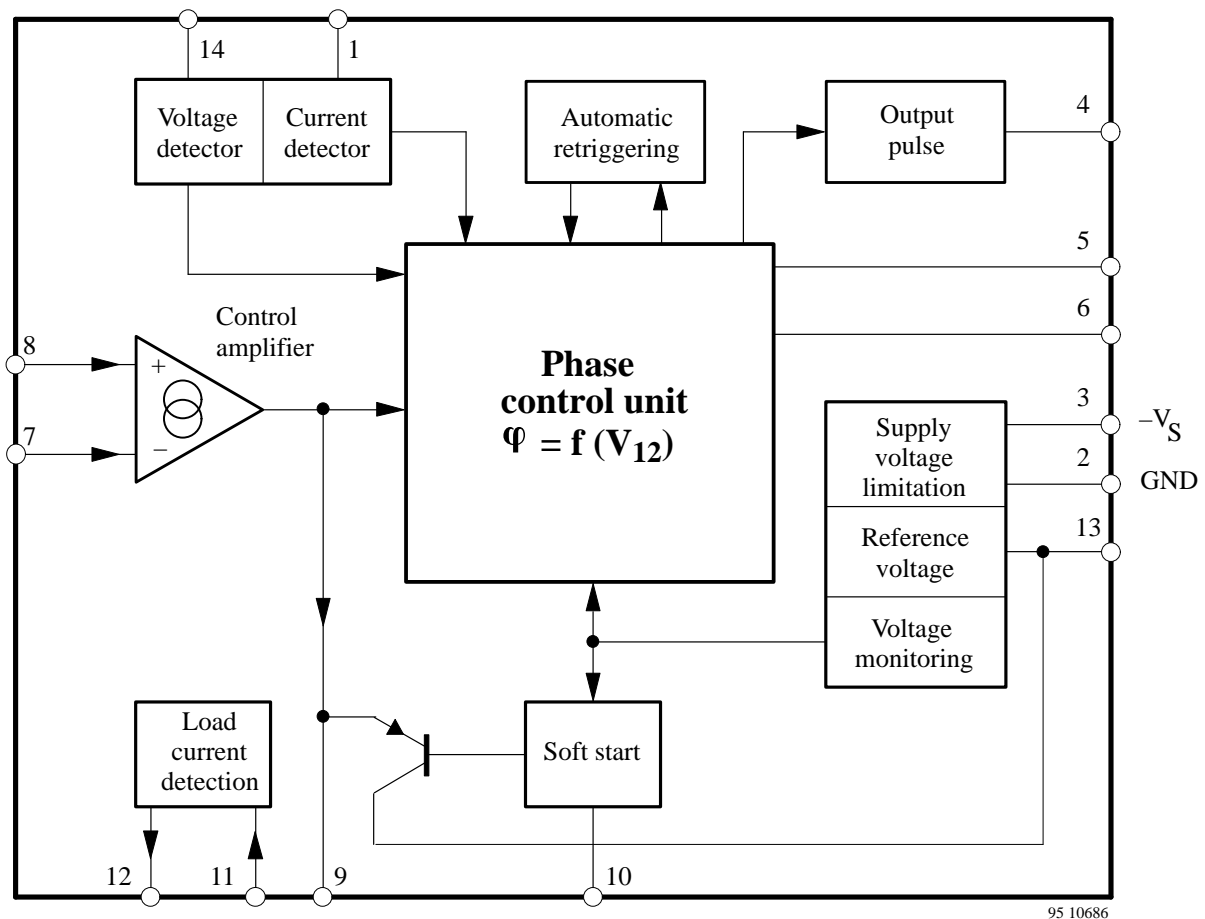 14
1
Voltage
detector
Current
detector
Automatic
retriggering
Output
pulse
4
5
6
Control
amplifier
8
+
7
−
Phase
control unit
φ = f (V12)
Supply
voltage
limitation
3
–VS
2
GND
Reference
voltage
13
Voltage
monitoring
Load
current
detection
Soft start
12
11
9
10
95 10686